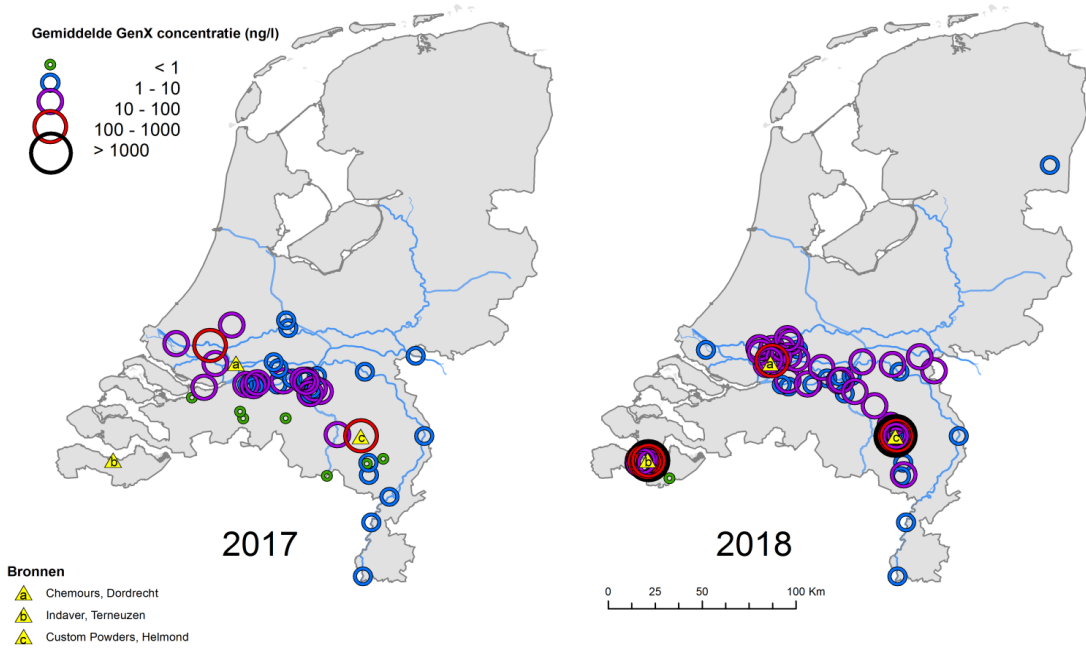 Gemiddelde GenX concentratie (ng/l)
< 1
1 - 10
10 - 100
100 - 1000
> 1000
a
b
c
2017
a
b
c
2018
Bronnen
a Chemours, Dordrecht
b Indaver, Terneuzen
c Custom Powders, Helmond
0 25 50 100 Km